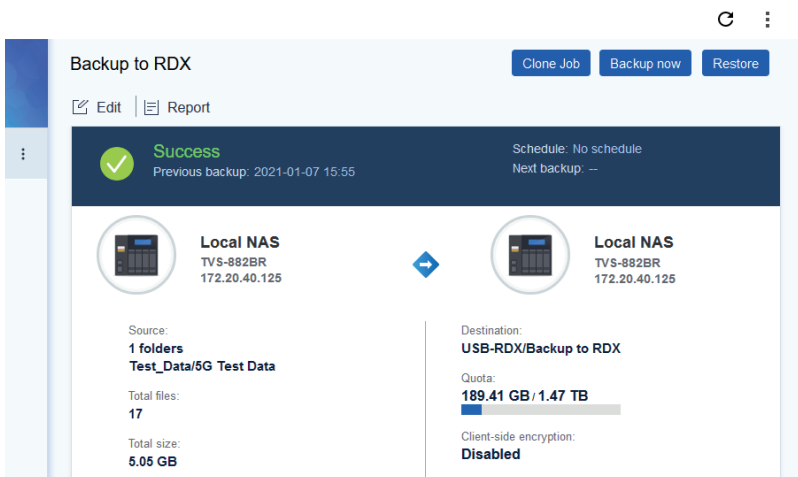 Backup to RDX
Clone Job
Backup now
Restore
Edit
Report
Success
Previous backup: 2021-01-07 15:55
Schedule: No schedule
Next backup: --
Local NAS
TVS-882BR
172.20.40.125
Local NAS
TVS-882BR
172.20.40.125
Source:
1 folders
Test_Data/5G Test Data
Total files:
17
Total size:
5.05 GB
Destination:
USB-RDX/Backup to RDX
Quota:
189.41 GB / 1.47 TB
Client-side encryption:
Disabled